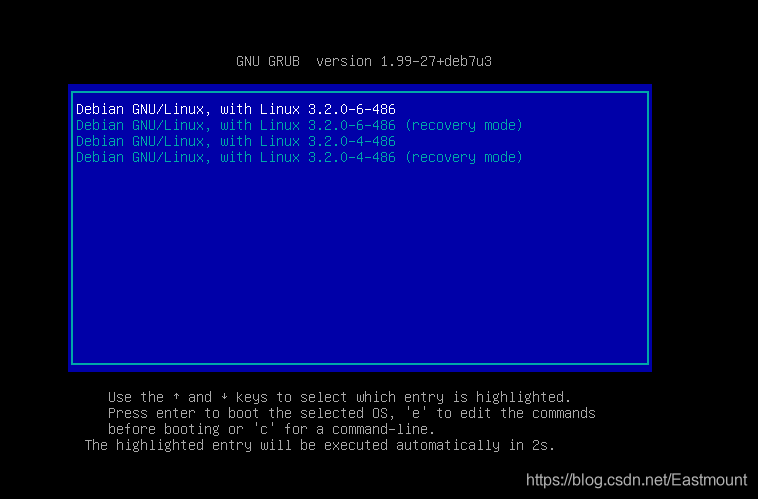 GNU GRUB  version 1.99-27+deb7u3
Debian GNU/Linux, with Linux 3.2.0-6-486
Debian GNU/Linux, with Linux 3.2.0-6-486 (recovery mode)
Debian GNU/Linux, with Linux 3.2.0-4-486
Debian GNU/Linux, with Linux 3.2.0-4-486 (recovery mode)
Use the ↑ and ↓ keys to select which entry is highlighted.
Press enter to boot the selected OS, 'e' to edit the commands
before booting or 'c' for a command-line.
The highlighted entry will be executed automatically in 2s.
https://blog.csdn.net/Eastmount